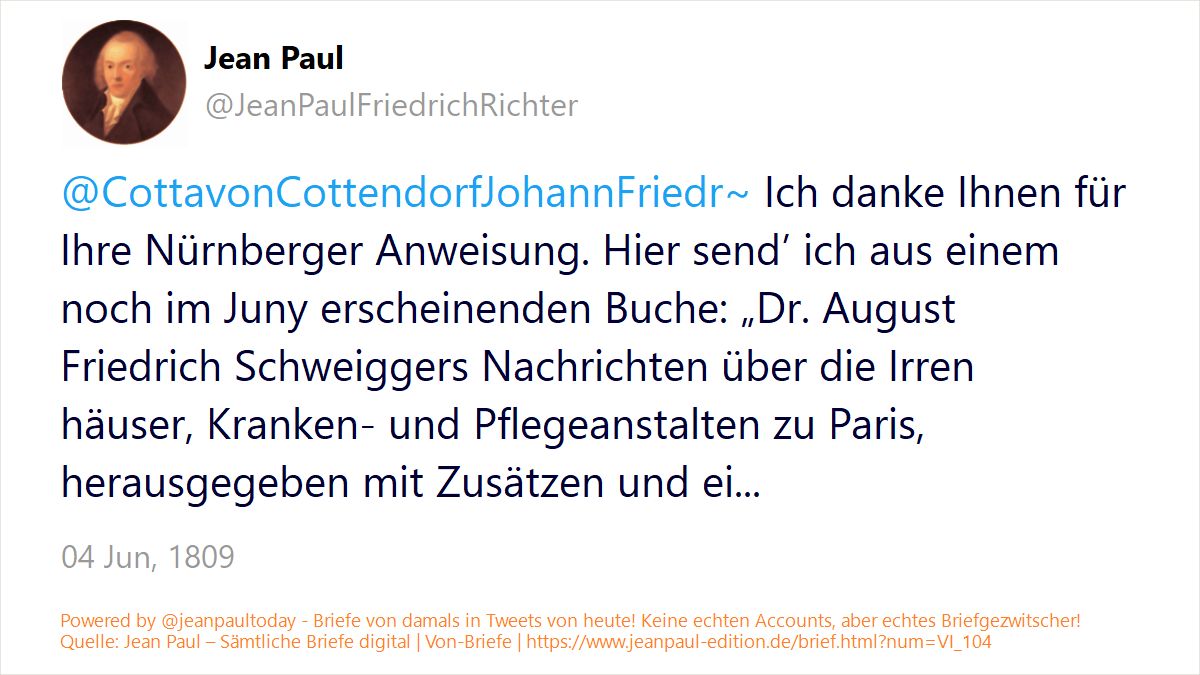 Jean Paul
@JeanPaulFriedrichRichter
@CottavonCottendorfJohannFriedr~ Ich danke Ihnen für
Ihre Nürnberger Anweisung. Hier send’ ich aus einem
noch im Juny erscheinenden Buche: „Dr. August
Friedrich Schweiggers Nachrichten über die Irren
häuser, Kranken- und Pflegeanstalten zu Paris,
herausgegeben mit Zusätzen und ei...
04 Jun, 1809
Powered by @jeanpaultoday - Briefe von damals in Tweets von heute! Keine echten Accounts, aber echtes Briefgezwitscher!
Quelle: Jean Paul – Sämtliche Briefe digital | Von-Briefe | https://www.jeanpaul-edition.de/brief.html?num=VI_104